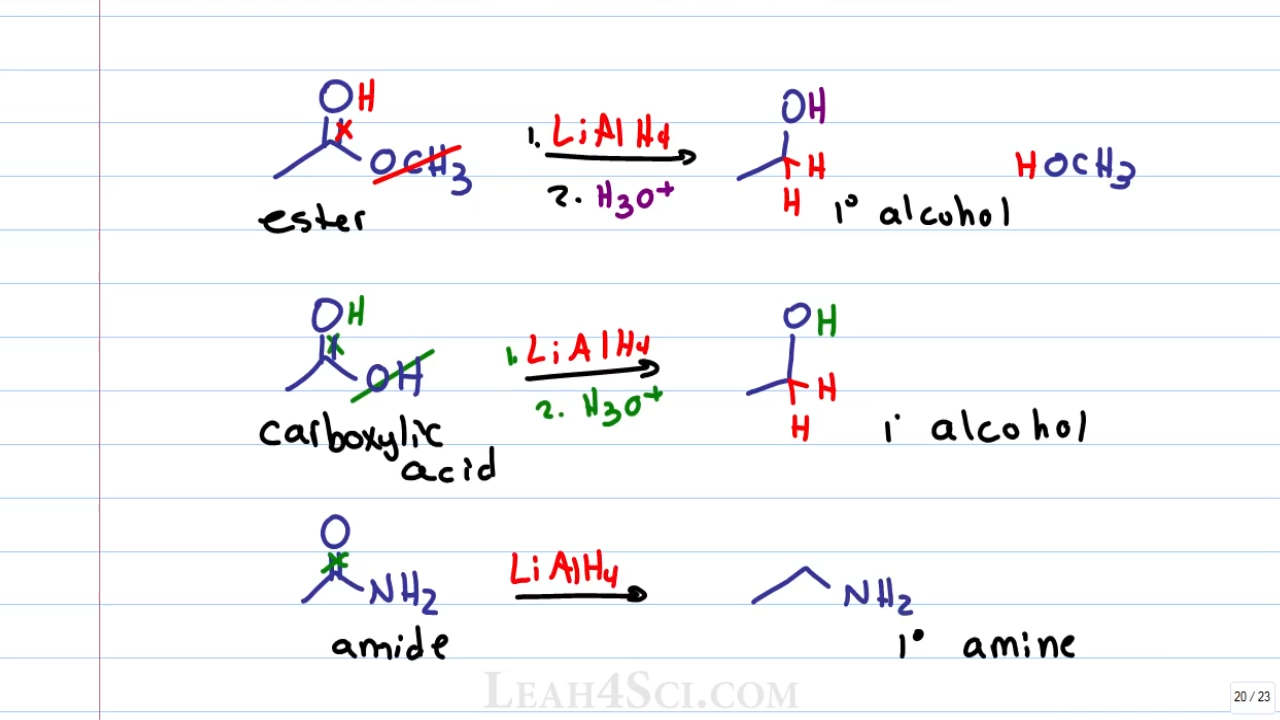 OH
OCH3
ester
1. LiAlH4
2. H3O+
OH
H
H
1° alcohol
HOCH3
OH
OH
carboxylic
acid
1. LiAlH4
2. H3O+
OH
H
H
1° alcohol
O
NH2
amide
LiAlH4
NH2
1° amine
LEAH4SCI.COM
20 / 23